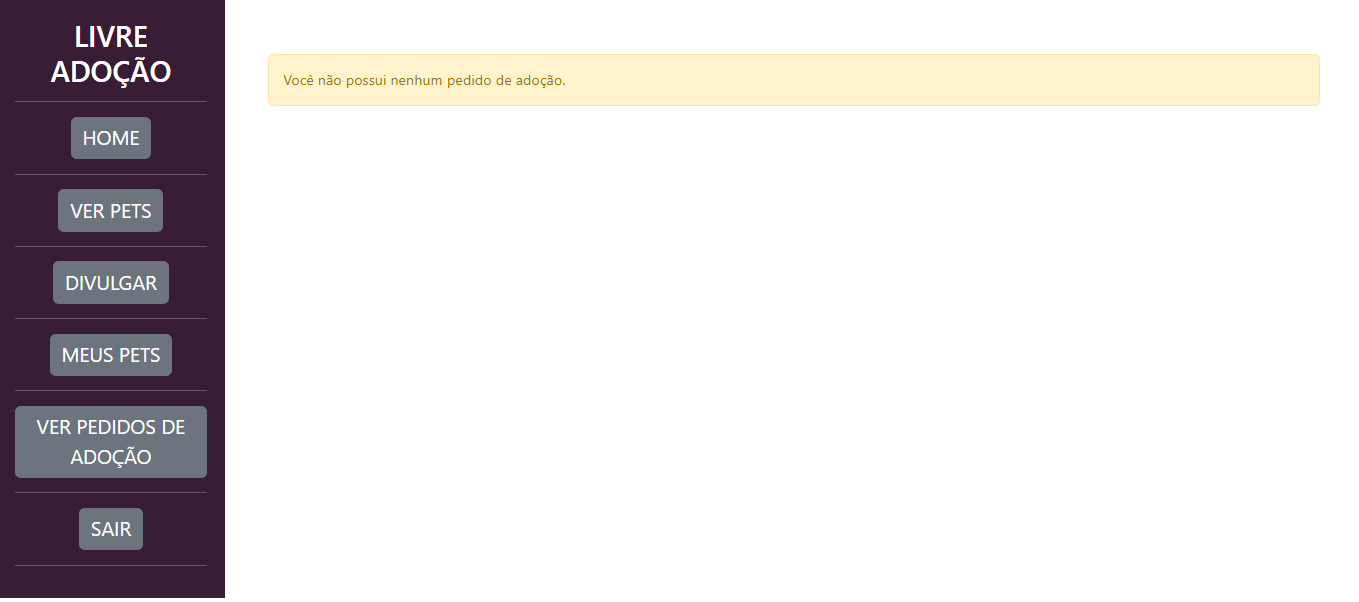 LIVRE
ADOÇÃO
HOME
VER PETS
DIVULGAR
MEUS PETS
VER PEDIDOS DE
ADOÇÃO
SAIR
Você não possui nenhum pedido de adoção.